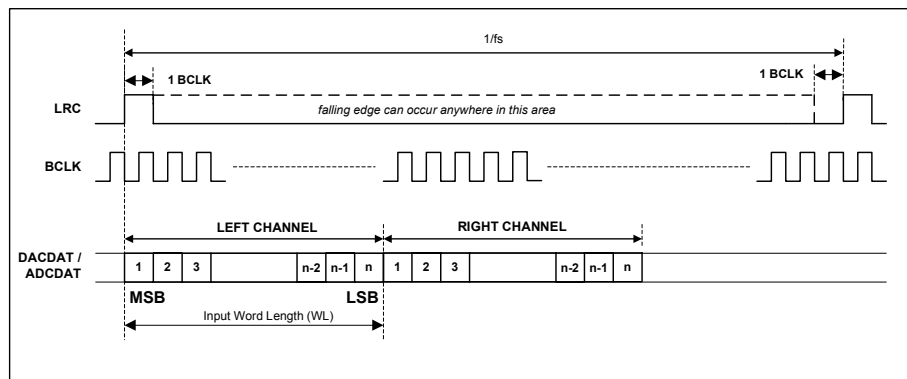 1/fs
1 BCLK 1 BCLK
LRC falling edge can occur anywhere in this area
BCLK
LEFT CHANNEL RIGHT CHANNEL
DACDAT /
ADCDAT
1 2 3 n-2 n-1 n 1 2 3 n-2 n-1 n
MSB LSB
Input Word Length (WL)